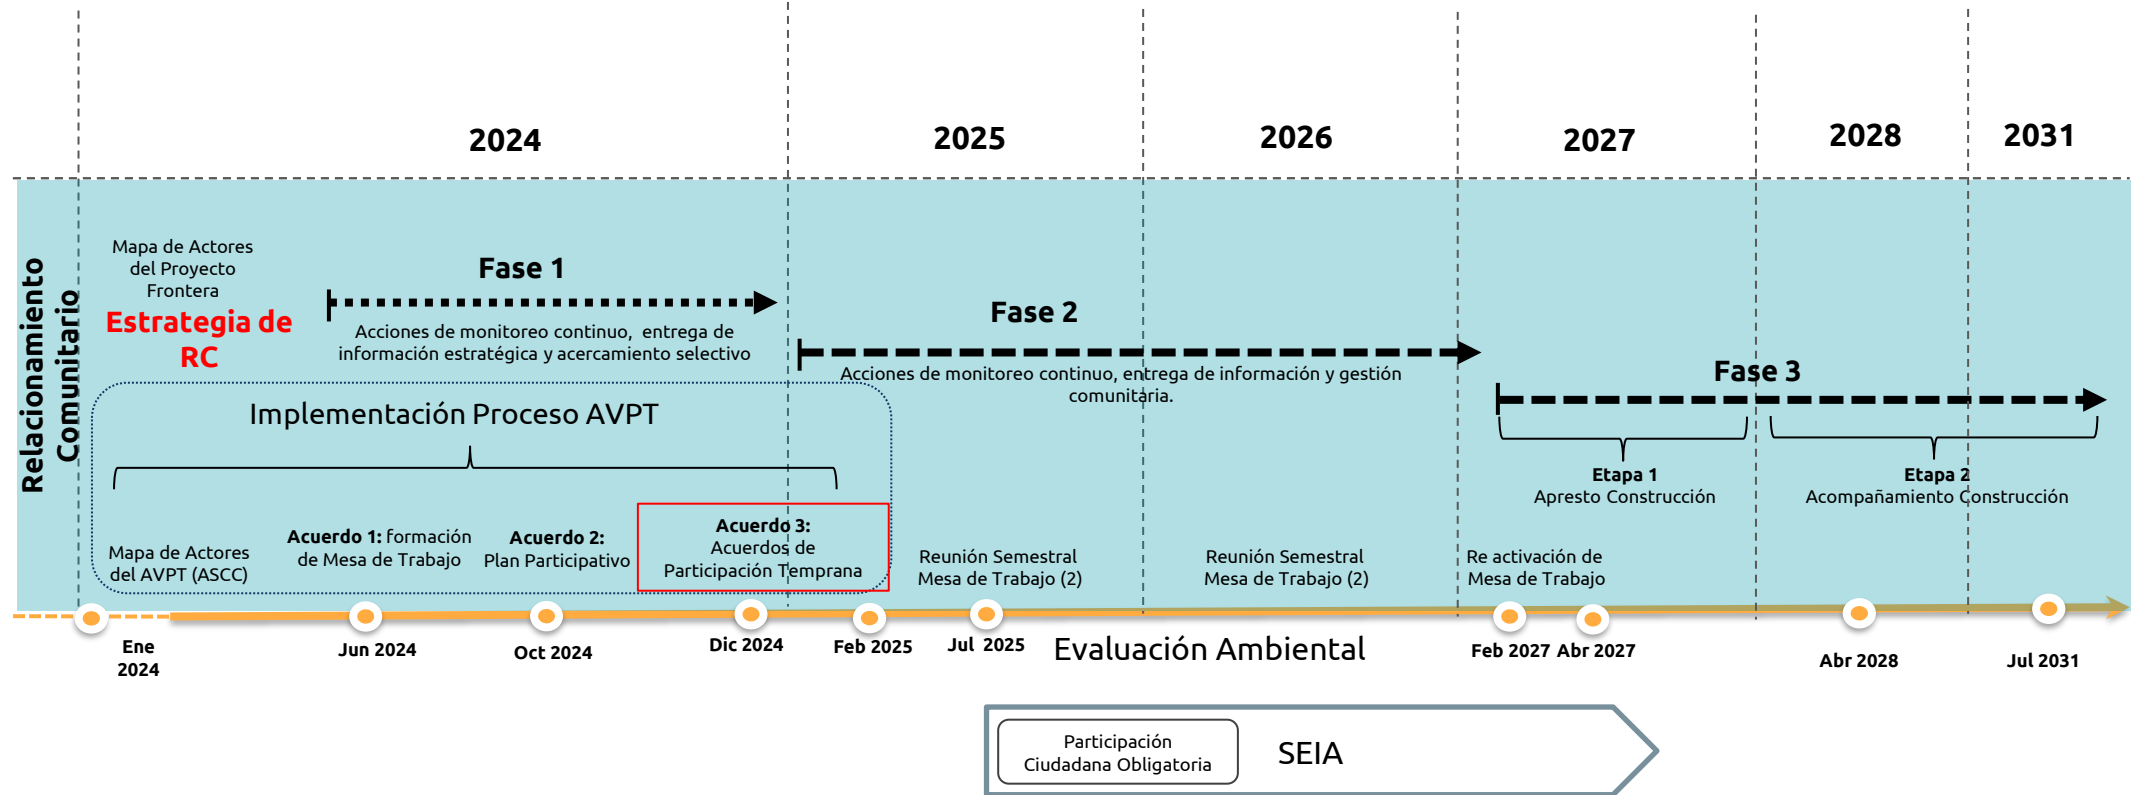 2024
2025
2026
2027
2028
2031
Relacionamiento
Comunitario
Mapa de Actores
del Proyecto
Frontera
Estrategia de
RC
Fase 1
Acciones de monitoreo continuo, entrega de
información estratégica y acercamiento selectivo
Fase 2
Acciones de monitoreo continuo, entrega de información y gestión
comunitaria.
Fase 3
Etapa 1
Apresto Construcción
Etapa 2
Acompañamiento Construcción
Implementación Proceso AVPT
Mapa de Actores
del AVPT (ASCC)
Acuerdo 1: formación
de Mesa de Trabajo
Acuerdo 2:
Plan Participativo
Acuerdo 3:
Acuerdos de
Participación Temprana
Reunión Semestral
Mesa de Trabajo (2)
Reunión Semestral
Mesa de Trabajo (2)
Re activación de
Mesa de Trabajo
Ene
2024
Jun 2024
Oct 2024
Dic 2024
Feb 2025
Jul 2025
Evaluación Ambiental
Feb 2027
Abr 2027
Abr 2028
Jul 2031
Participación
Ciudadana Obligatoria
SEIA